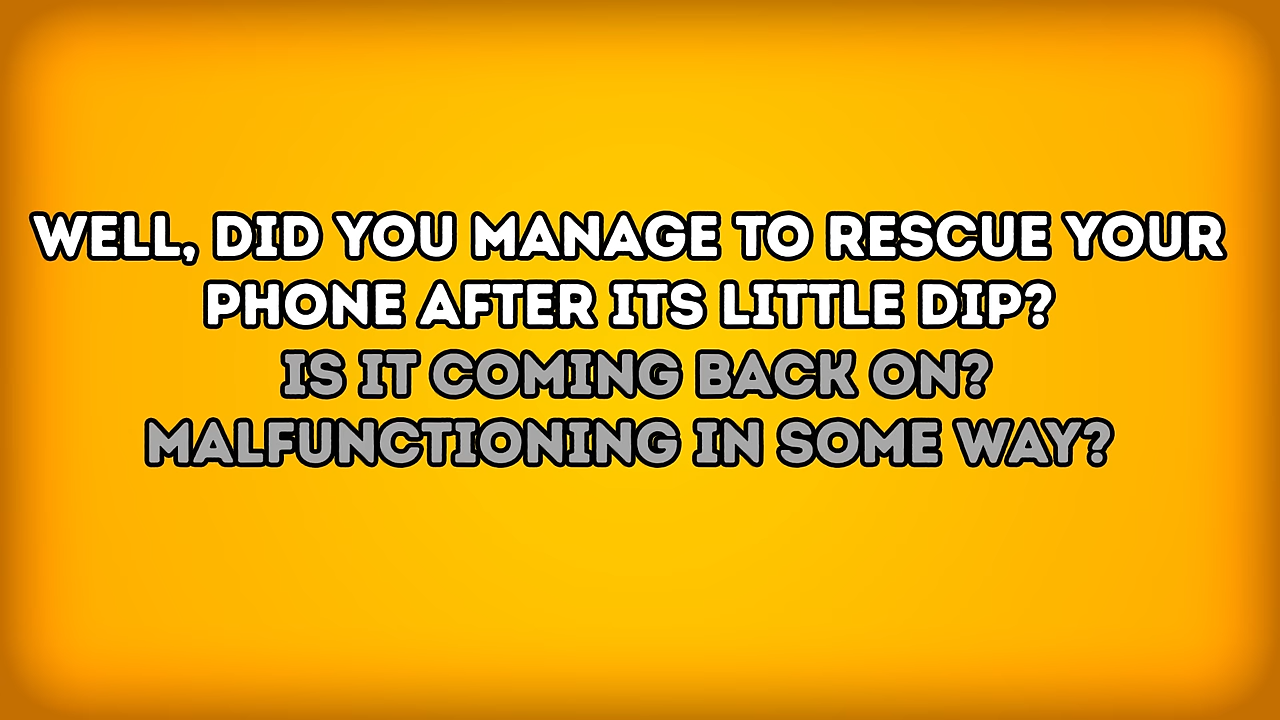 WELL, DID YOU MANAGE TO RESCUE YOUR
PHONE AFTER ITS LITTLE DIP?
IS IT COMING BACK ON?
MALFUNCTIONING IN SOME WAY?